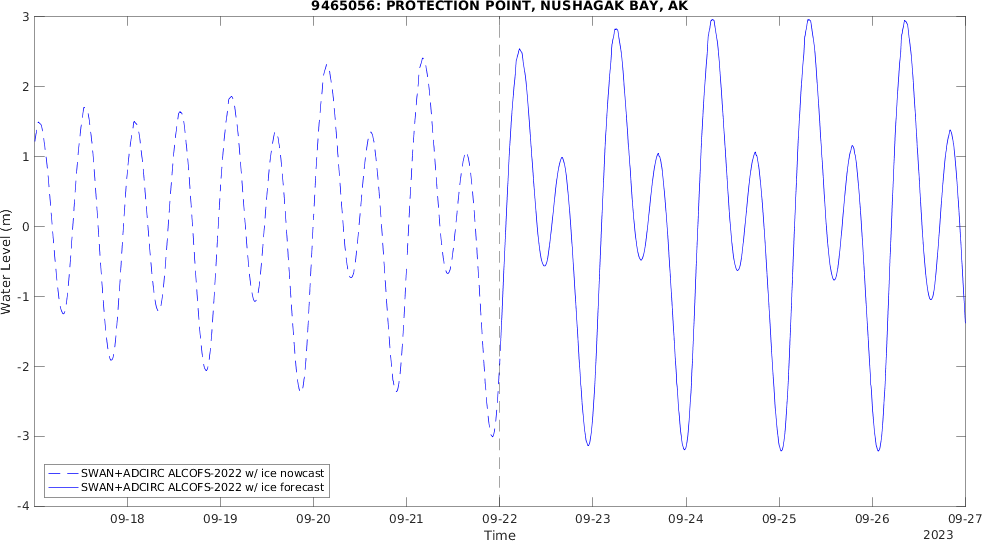 9465056: PROTECTION POINT, NUSHAGAK BAY, AK
3
2
1
0
-1
-2
-3
-4
Water Level (m)
SWAN+ADCIRC ALCOFS-2022 w/ ice nowcast
SWAN+ADCIRC ALCOFS-2022 w/ ice forecast
09-18 09-19 09-20 09-21 09-22 09-23 09-24 09-25 09-26 09-27
Time
2023